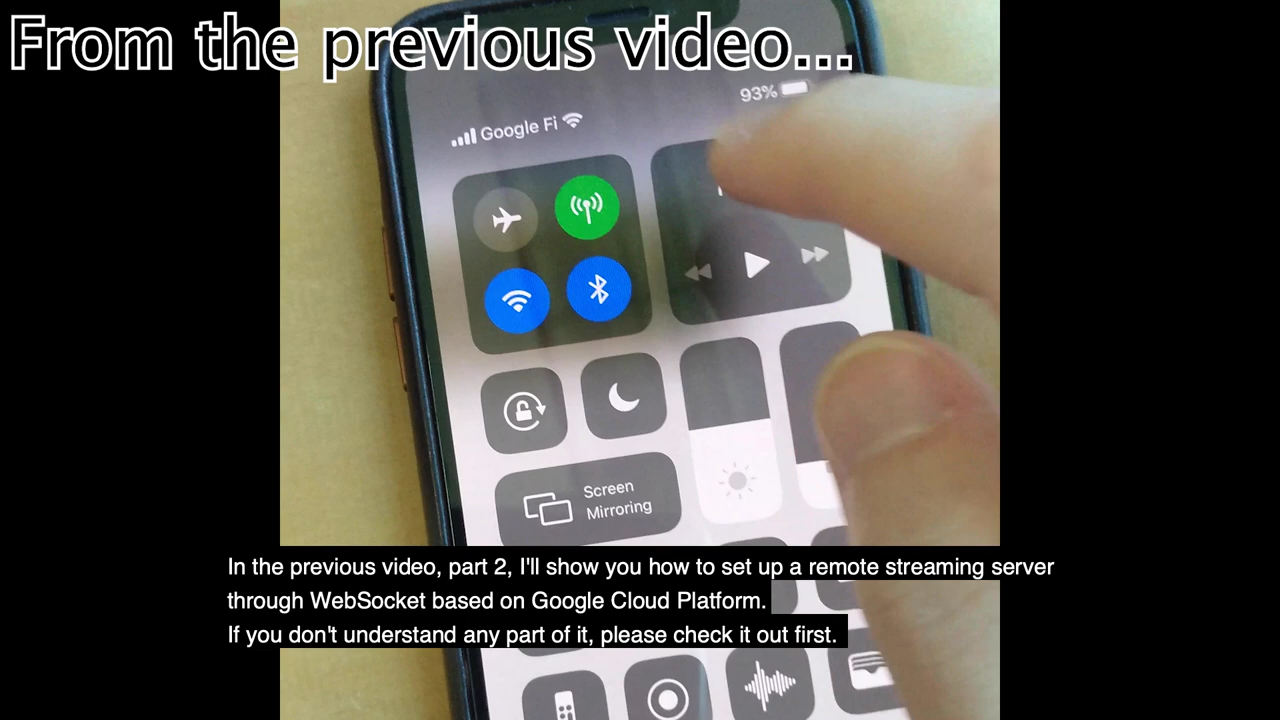 From the previous video...
93%
Google Fi
Screen
Mirroring
In the previous video, part 2, I'll show you how to set up a remote streaming server
through WebSocket based on Google Cloud Platform.
If you don't understand any part of it, please check it out first.